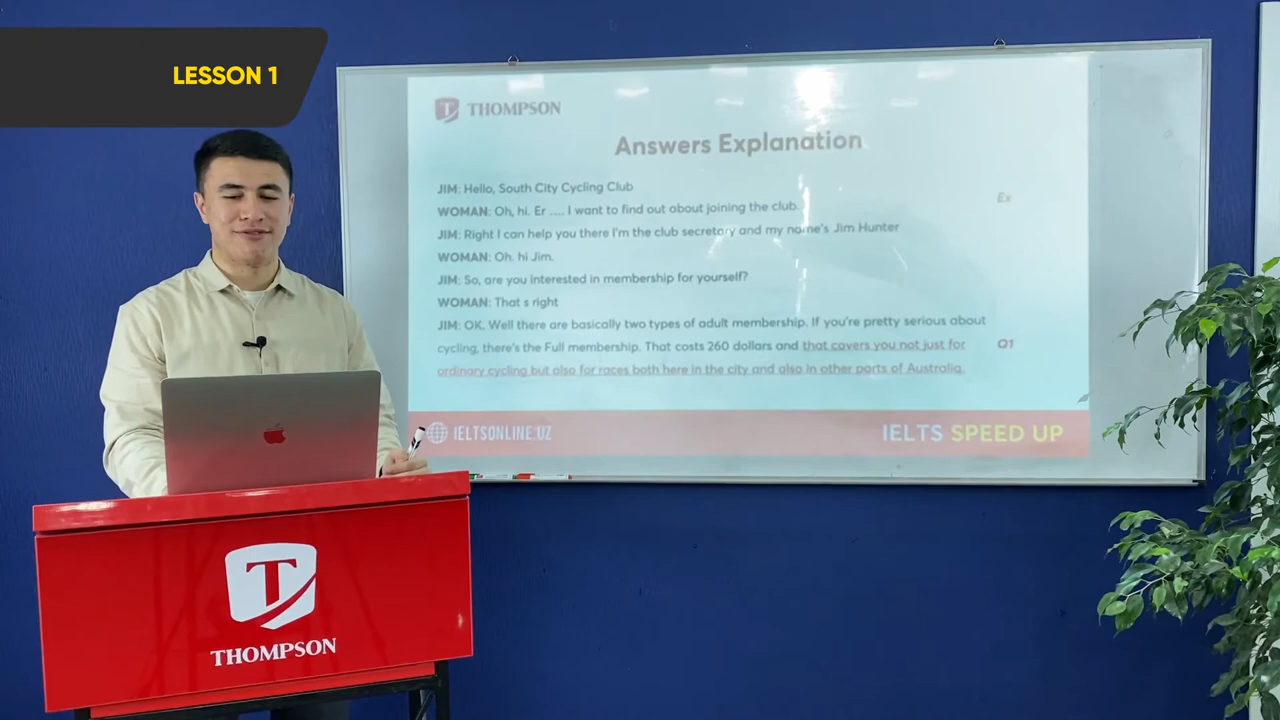 LESSON 1
T THOMPSON
Answers Explanation
JIM: Hello, South City Cycling Club
WOMAN: Oh, hi. Er .... I want to find out about joining the club.
Ex
JIM: Right I can help you there I'm the club secretary and my name's Jim Hunter
WOMAN: Oh. hi Jim.
JIM: So, are you interested in membership for yourself?
WOMAN: That s right
JIM: OK. Well there are basically two types of adult membership. If you're pretty serious about
cycling, there's the Full membership. That costs 260 dollars and that covers you not just for
Q1
ordinary cycling but also for races both here in the city and also in other parts of Australia.
IELTSONLINE.UZ
IELTS SPEED UP
T
THOMPSON